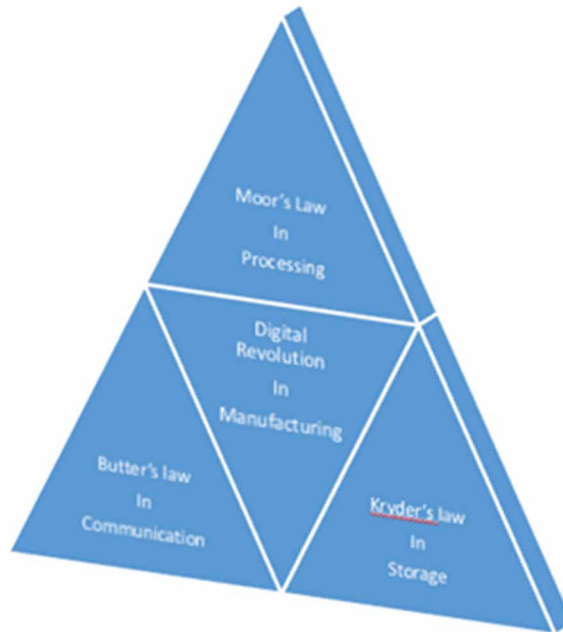 Moor's Law
In
Processing
Digital
Revolution
In
Manufacturing
Butter's law
In
Communication
Kryder's law
In
Storage